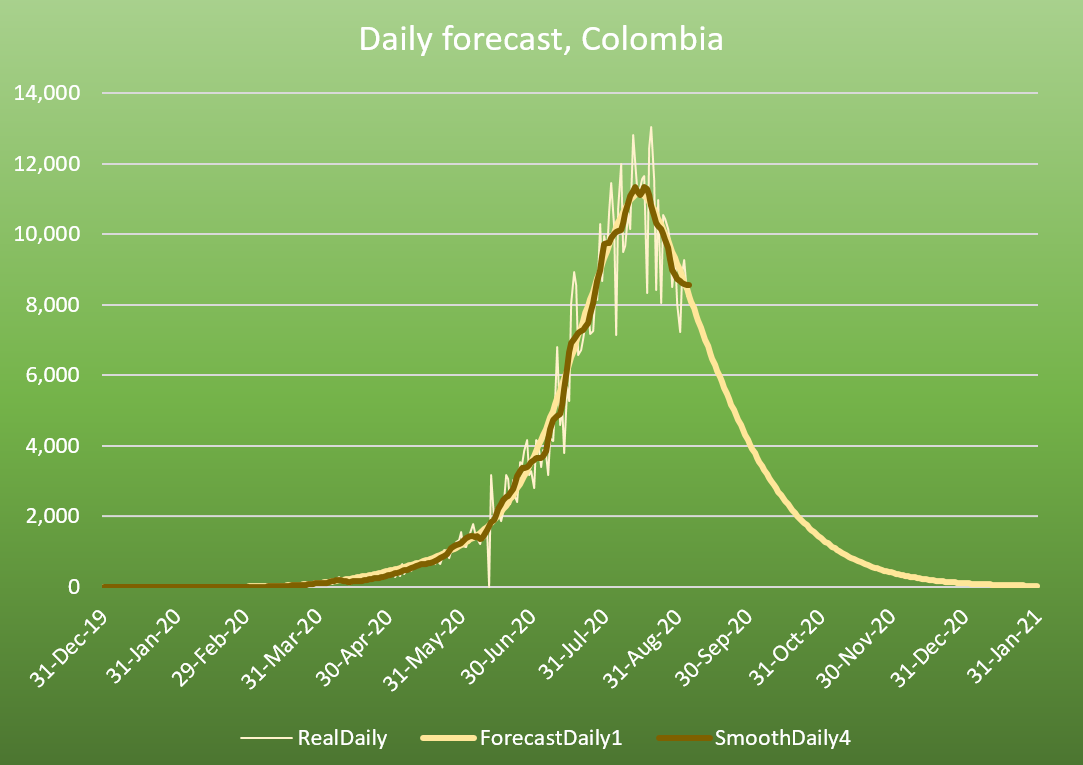 Daily forecast, Colombia
14,000
12,000
10,000
8,000
6,000
4,000
2,000
0
31-Dec-19
31-Jan-20
29-Feb-20
31-Mar-20
30-Apr-20
31-May-20
30-Jun-20
31-Jul-20
31-Aug-20
30-Sep-20
31-Oct-20
30-Nov-20
31-Dec-20
31-Jan-21
RealDaily ForecastDaily1 SmoothDaily4